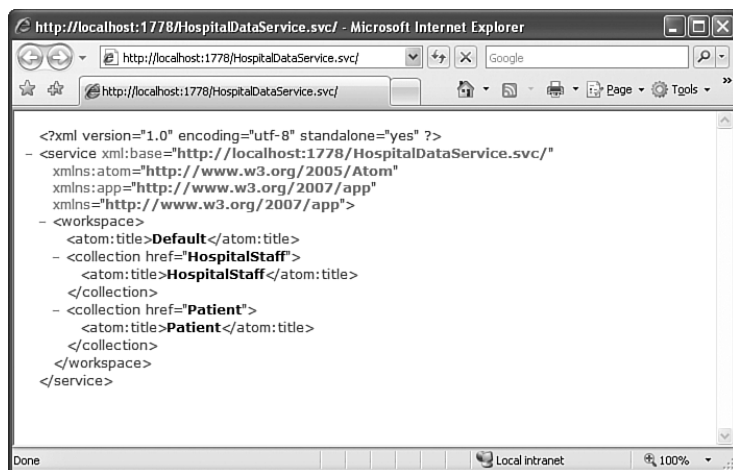 http://localhost:1778/HospitalDataService.svc/ - Microsoft Internet Explorer
http://localhost:1778/HospitalDataService.svc/
Google
http://localhost:1778/HospitalDataService.svc/
Page
Tools
<?xml version="1.0" encoding="utf-8" standalone="yes" ?>
- <service xml:base="http://localhost:1778/HospitalDataService.svc/"
xmlns:atom="http://www.w3.org/2005/Atom"
xmlns:app="http://www.w3.org/2007/app"
xmlns="http://www.w3.org/2007/app">
- <workspace>
<atom:title>Default</atom:title>
- <collection href="HospitalStaff">
<atom:title>HospitalStaff</atom:title>
</collection>
- <collection href="Patient">
<atom:title>Patient</atom:title>
</collection>
</workspace>
</service>
Done
Local intranet
100%